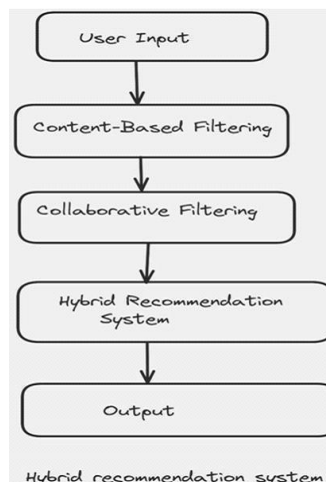 User Input
Content-Based Filtering
Collaborative Filtering
Hybrid Recommendation
System
Output
Hybrid recommendation system